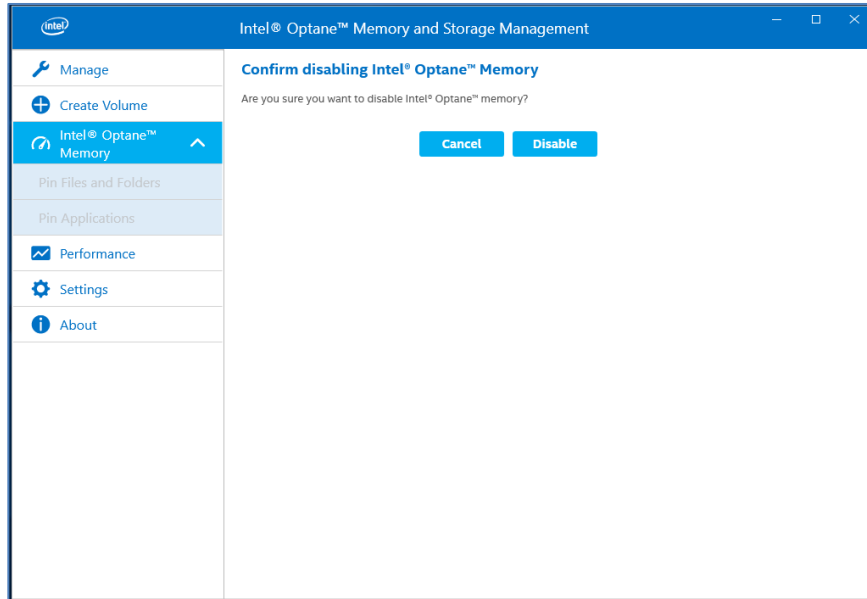 intel
Intel® Optane™ Memory and Storage Management
Manage
Create Volume
Intel® Optane™
Memory
Pin Files and Folders
Pin Applications
Performance
Settings
About
Confirm disabling Intel® Optane™ Memory
Are you sure you want to disable Intel® Optane™ memory?
Cancel
Disable